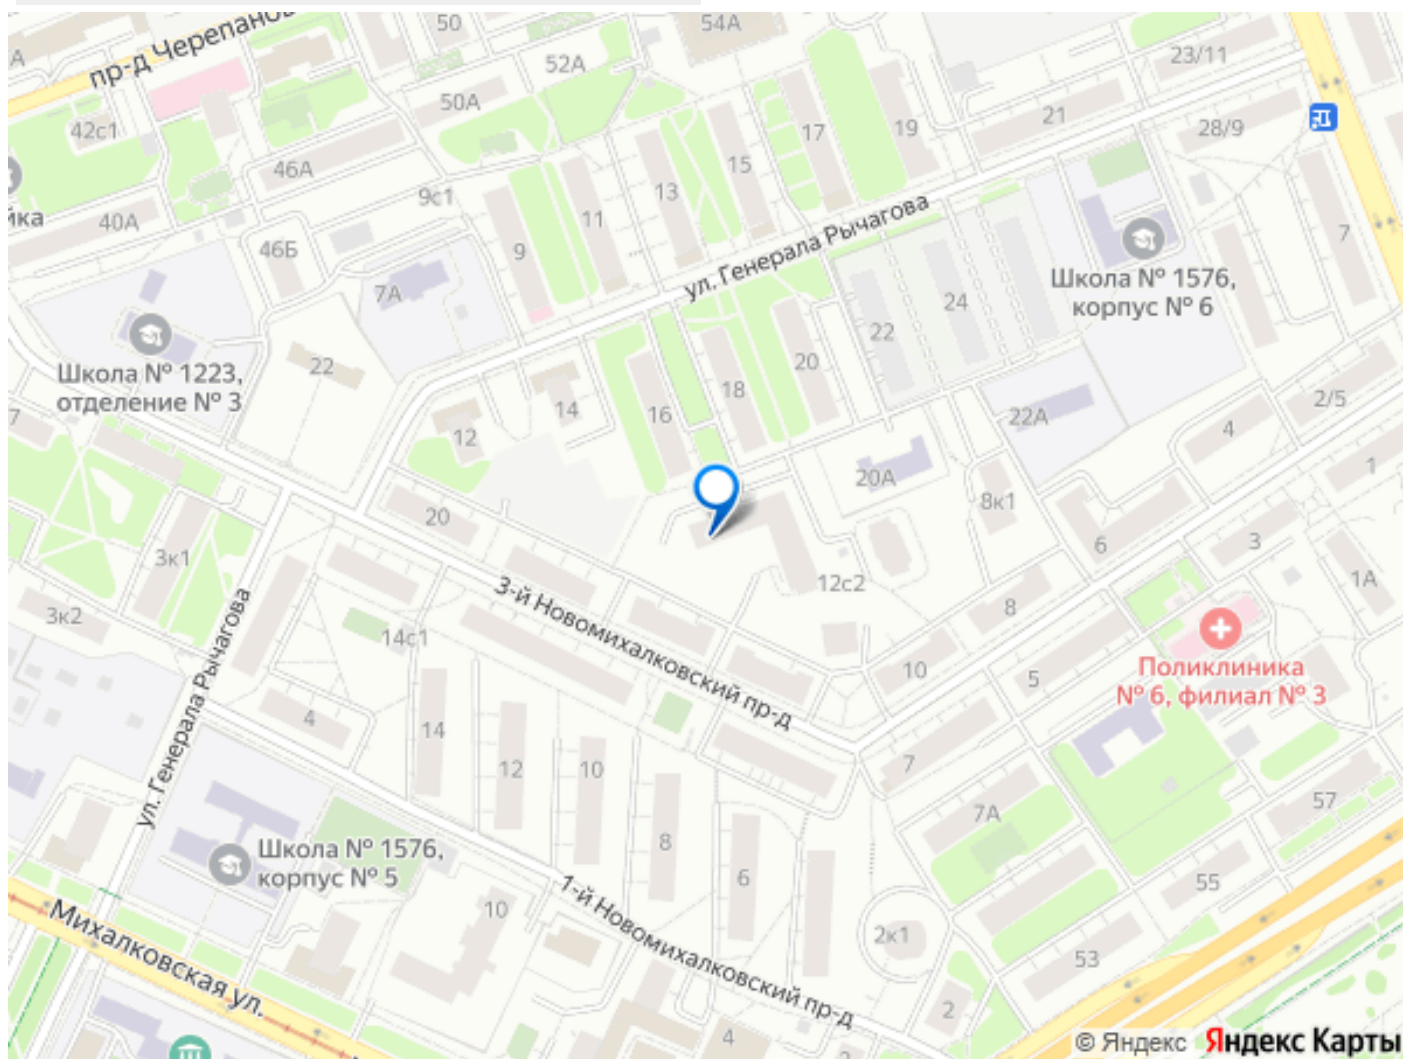 50
54А
пр-д Черепанов
А
52А
23/11
50А
42с1
21
17
19
28/9
15
46А
13
9с1
йка
40А
11
ул. Генерала Рычагова
46Б
9
7
7А
Школа № 1576,
корпус № 6
24
22
20
Школа № 1223,
отделение № 3
22
18
2/5
14
16
7
12
22А
4
1
20А
8к1
20
6
3
3к1
1А
12с2
3-й Новомихалковский пр-д
8
3к2
14с1
ул. Генерала Рычагова
10
5
Поликлиника
№ 6, филиал № 3
4
14
12
10
7
57
7А
8
Школа № 1576,
корпус № 5
6
55
1-й Новомихалковский пр-д
10
2к1
Михалковская ул.
53
2
4
© Яндекс Яндекс Карты